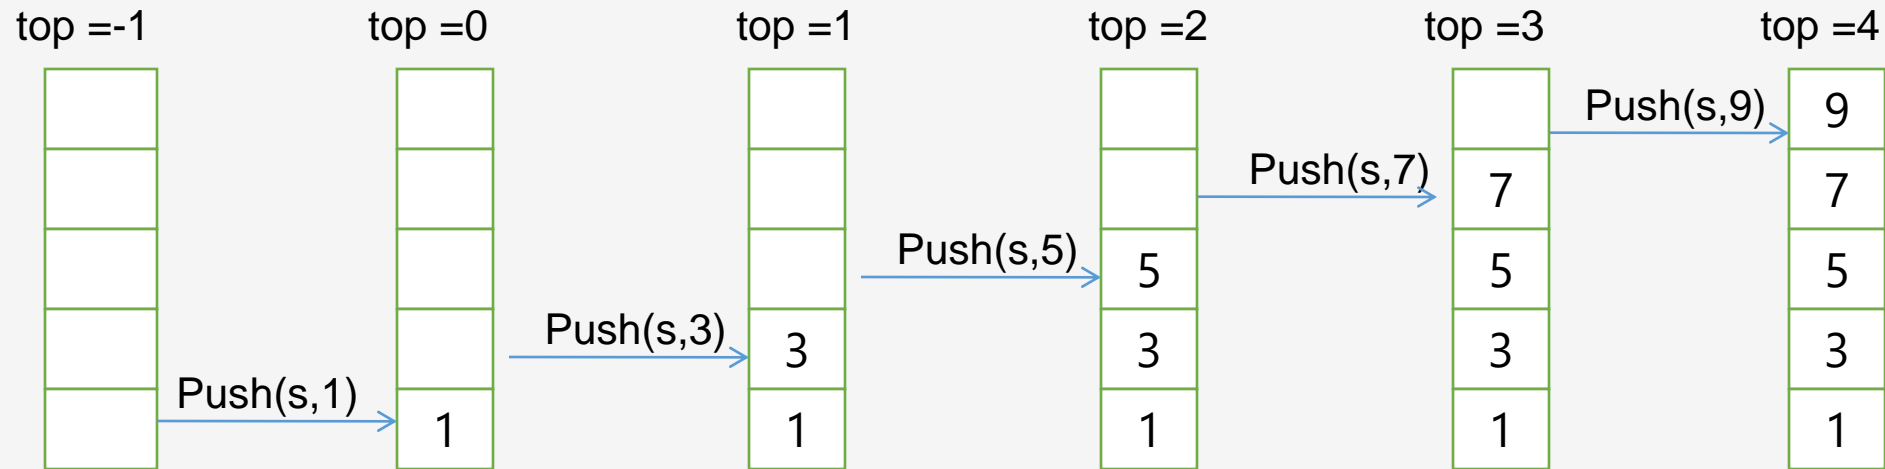 top =-1
top =0
top =1
top =2
top =3
top =4
Push(s,9)
9
Push(s,7)
7
7
Push(s,5)
5
5
5
Push(s,3)
3
3
3
3
Push(s,1)
1
1
1
1
1